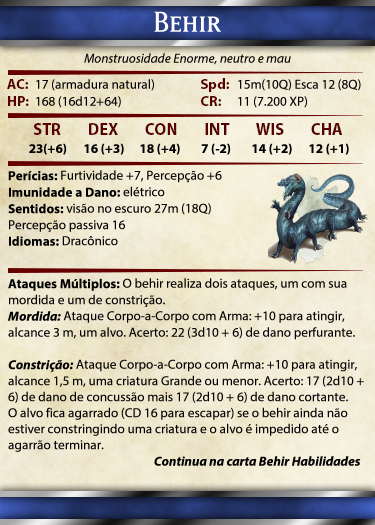 BEHIR
Monstruosidade Enorme, neutro e mau
AC: 17 (armadura natural) Spd: 15m(10Q) Esca 12 (8Q)
HP: 168 (16d12+64) CR: 11 (7.200 XP)
STR DEX CON INT WIS CHA
23(+6) 16 (+3) 18 (+4) 7 (-2) 14 (+2) 12 (+1)
Perícias: Furtividade +7, Percepção +6
Imunidade a Dano: elétrico
Sentidos: visão no escuro 27m (18Q)
Percepção passiva 16
Idiomas: Dracônico
Ataques Múltiplos: O behir realiza dois ataques, um com sua
mordida e um de constrição.
Mordida: Ataque Corpo-a-Corpo com Arma: +10 para atingir,
alcance 3 m, um alvo. Acerto: 22 (3d10 + 6) de dano perfurante.
Constrição: Ataque Corpo-a-Corpo com Arma: +10 para atingir,
alcance 1,5 m, uma criatura Grande ou menor. Acerto: 17 (2d10 +
6) de dano de concussão mais 17 (2d10 + 6) de dano cortante.
O alvo fica agarrado (CD 16 para escapar) se o behir ainda não
estiver constringindo uma criatura e o alvo é impedido até o
agarrão terminar.
Continua na carta Behir Habilidades